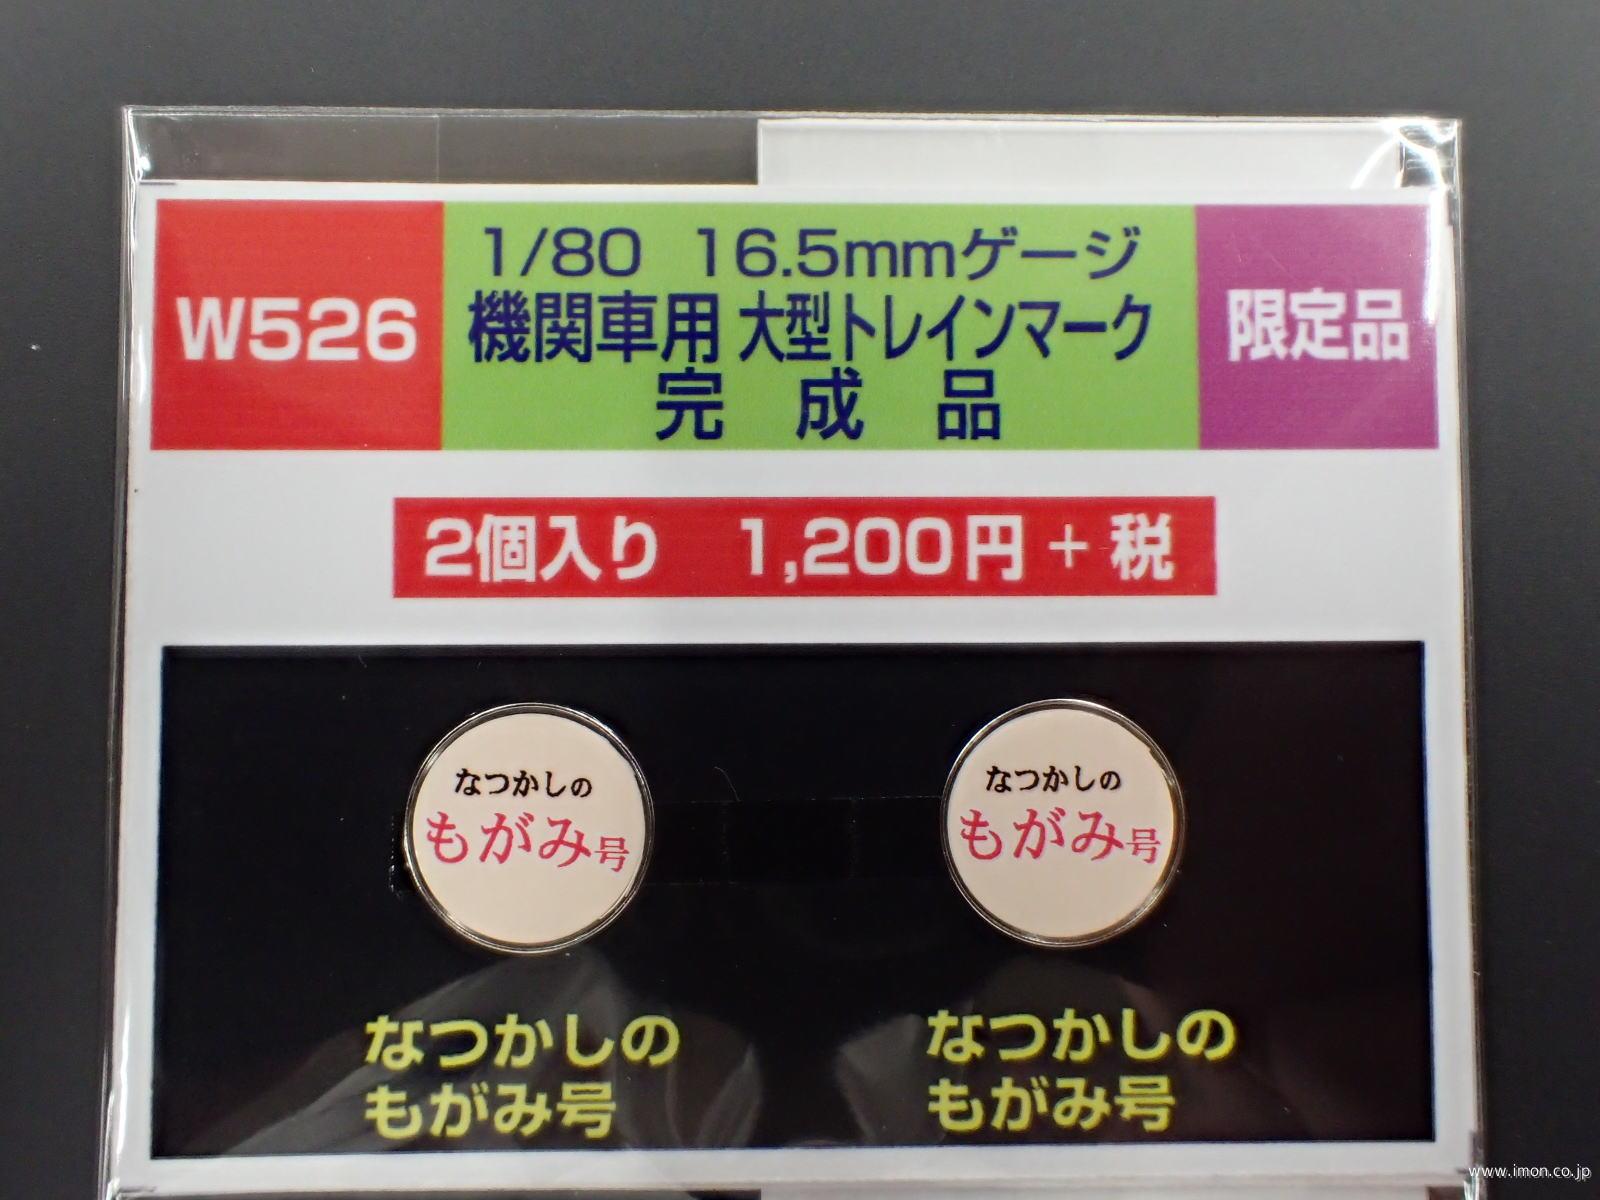 W526
1/80 16.5mmゲージ
機関車用 大型トレインマーク
完 成 品
限定品
2個入り 1,200円 + 税
なつかしの
もがみ号
なつかしの
もがみ号
なつかしの
もがみ号
なつかしの
もがみ号
www.imon.co.jp